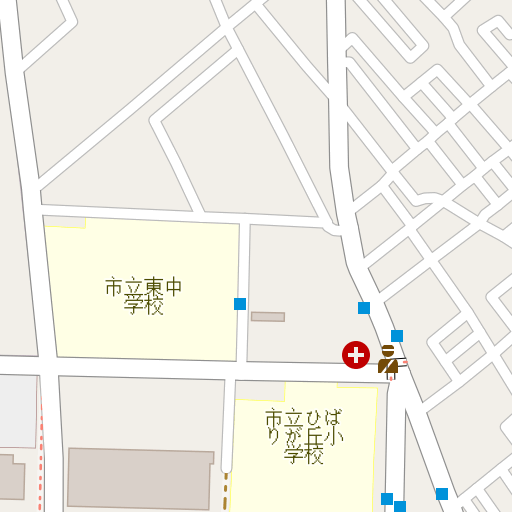 市立東中
学校
市立ひば
りが丘小
学校